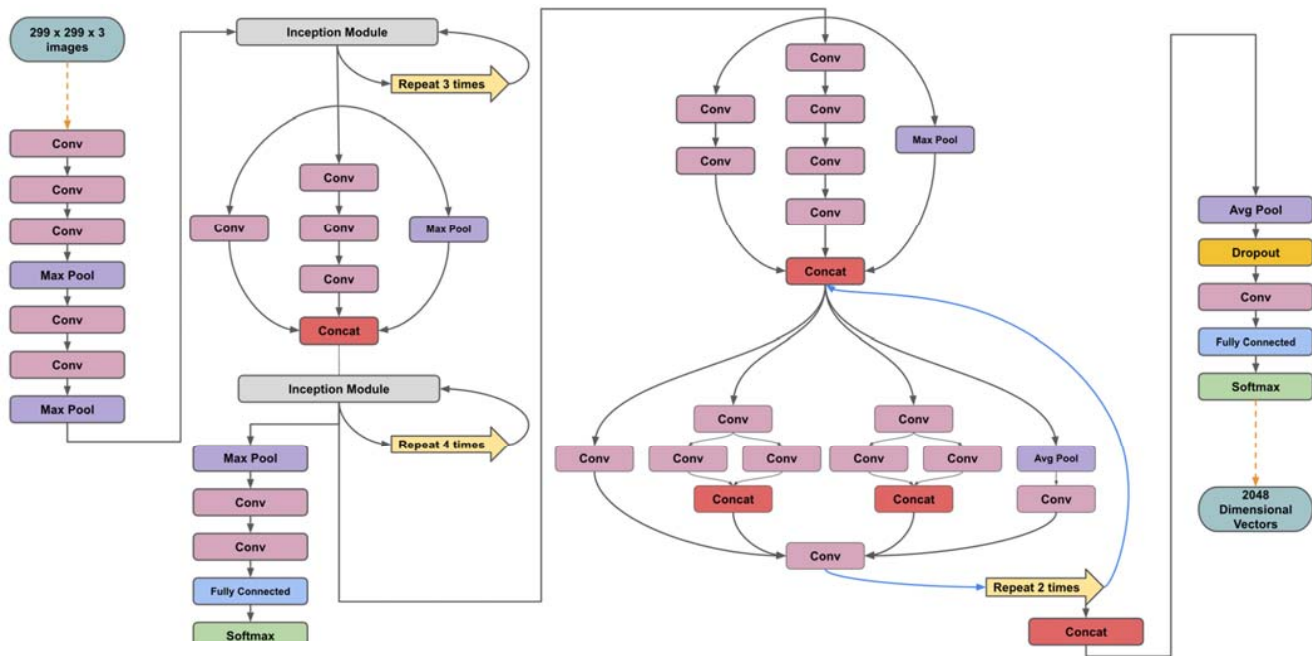 299 x 299 x 3
images
Conv
Conv
Conv
Max Pool
Conv
Conv
Max Pool
Inception Module
Repeat 3 times
Conv
Conv
Conv
Max Pool
Conv
Concat
Inception Module
Repeat 4 times
Max Pool
Conv
Conv
Fully Connected
Softmax
Conv
Conv
Conv
Max Pool
Conv
Conv
Conv
Concat
Conv
Conv
Conv
Conv
Conv
Conv
Conv
Avg Pool
Concat
Concat
Conv
Conv
Repeat 2 times
Concat
Avg Pool
Dropout
Conv
Fully Connected
Softmax
2048
Dimensional
Vectors